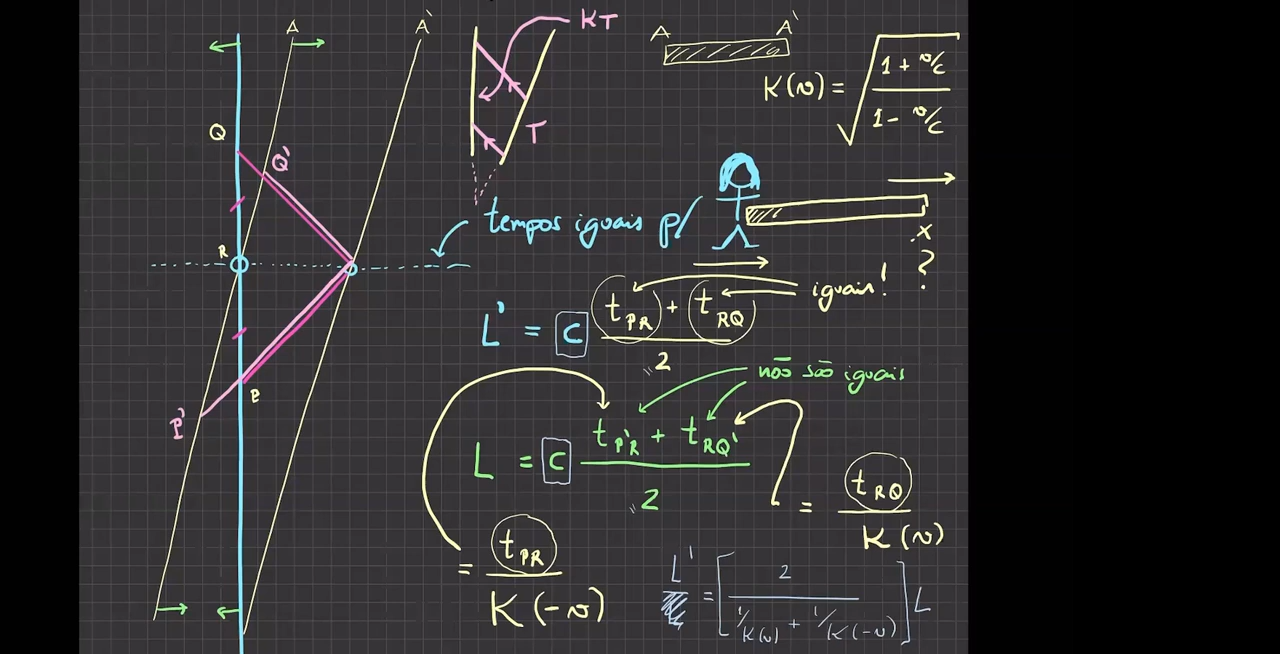 A A'
KT
A A'
K(v) = √((1 + v/c)/(1 - v/c))
Q
T
Q'
tempos iguais p/
R
x
?
iguais!
L' = c (t_PR + t_RQ)/2
não são iguais
P
P'
L = c (t_P'R + t_RQ')/2
= t_RQ/K(v)
= t_PR/K(-v)
L' = [2/(1/K(v) + 1/K(-v))] L